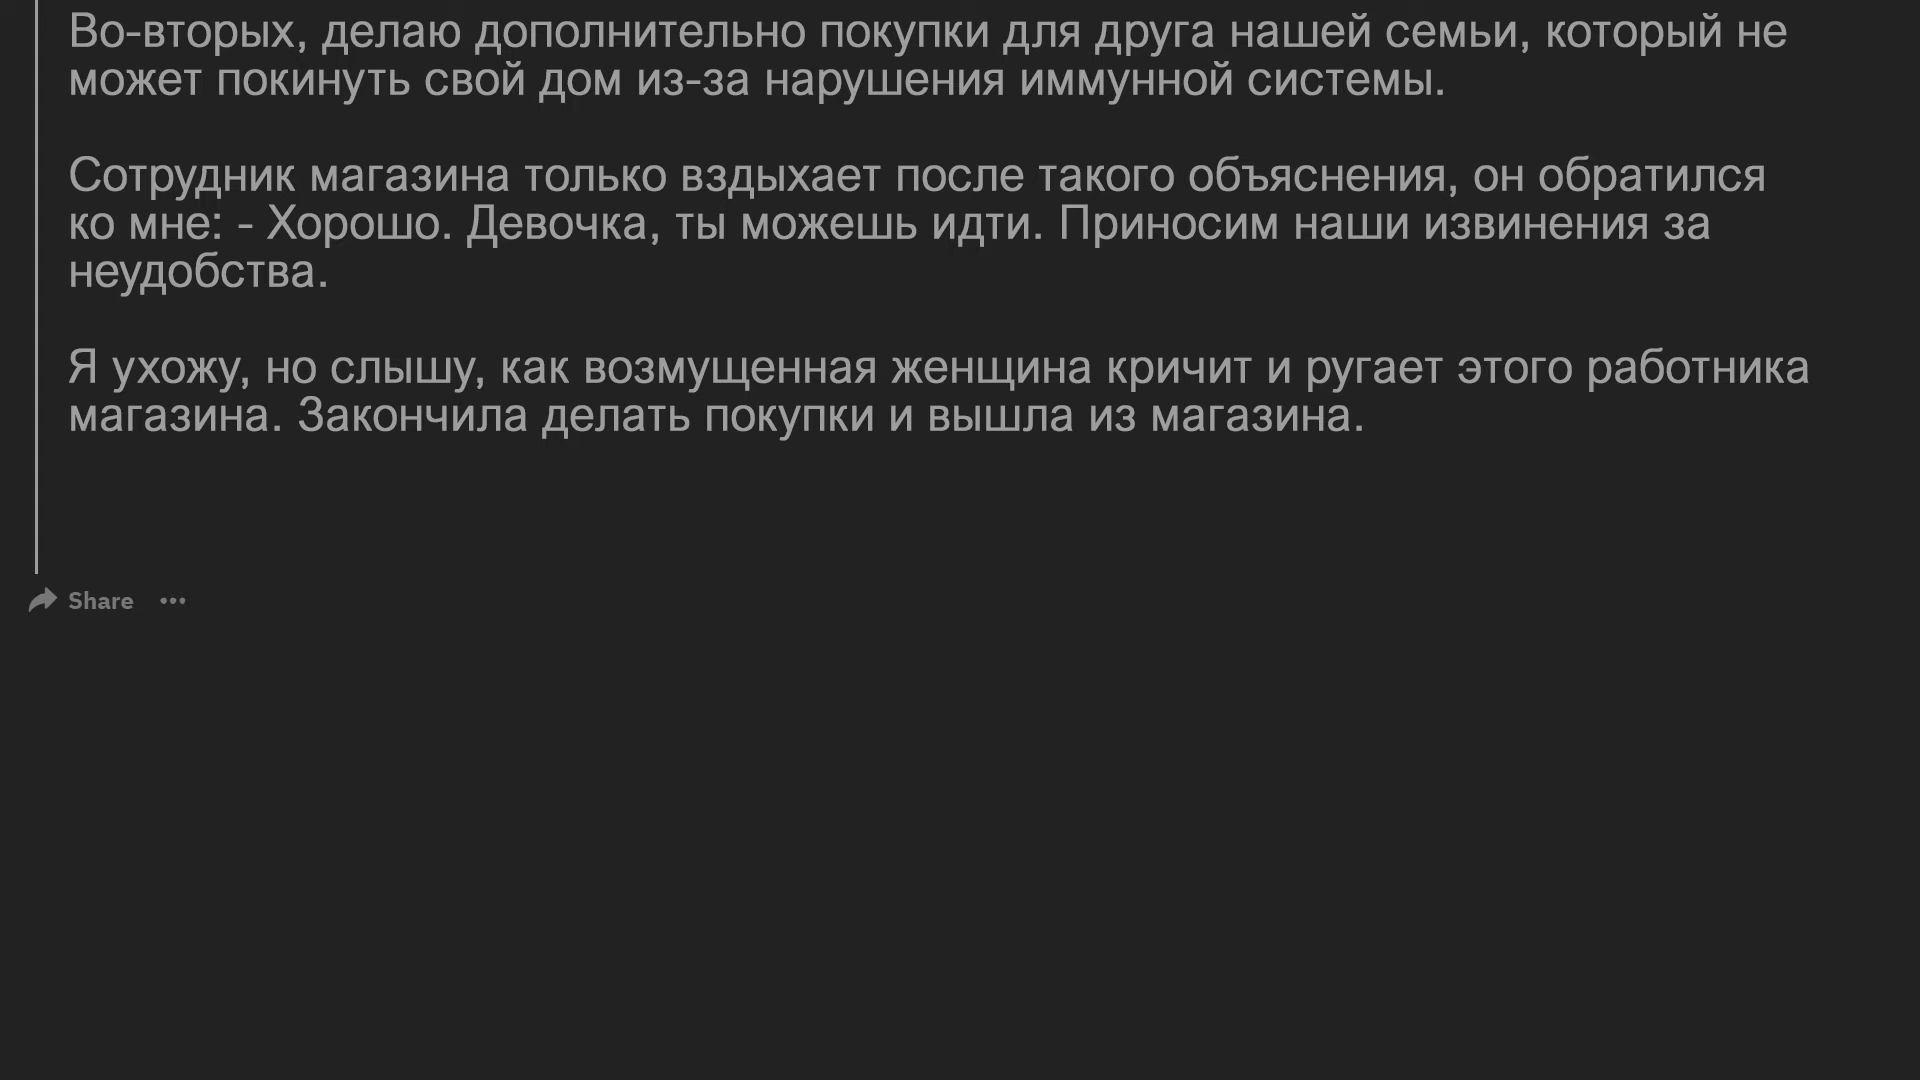 Во-вторых, делаю дополнительно покупки для друга нашей семьи, который не
может покинуть свой дом из-за нарушения иммунной системы.
Сотрудник магазина только вздыхает после такого объяснения, он обратился
ко мне: - Хорошо. Девочка, ты можешь идти. Приносим наши извинения за
неудобства.
Я ухожу, но слышу, как возмущенная женщина кричит и ругает этого работника
магазина. Закончила делать покупки и вышла из магазина.
Share